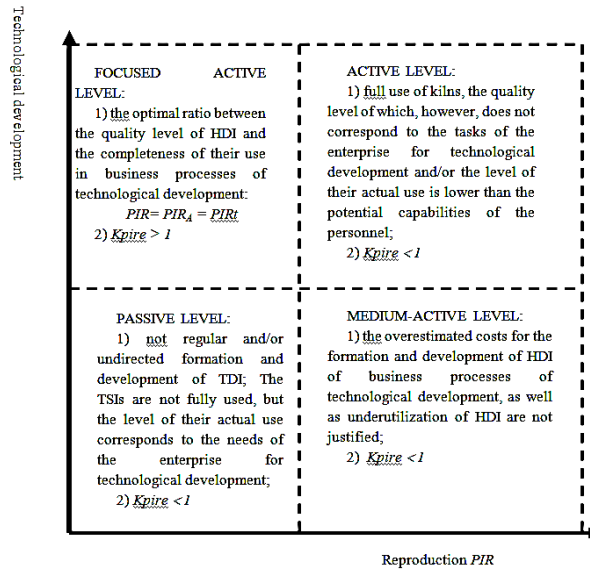 Technological development
FOCUSED ACTIVE
LEVEL:
1) the optimal ratio between
the quality level of HDI and
the completeness of their use
in business processes of
technological development:
PIR= PIRA = PIRt
2) Kpire > 1
ACTIVE LEVEL:
1) full use of kilns, the quality
level of which, however, does not
correspond to the tasks of the
enterprise for technological
development and/or the level of
their actual use is lower than the
potential capabilities of the
personnel;
2) Kpire <1
PASSIVE LEVEL:
1) not regular and/or
undirected formation and
development of TDI; The
TSIs are not fully used, but
the level of their actual use
corresponds to the needs of
the enterprise for
technological development;
2) Kpire <1
MEDIUM-ACTIVE LEVEL:
1) the overestimated costs for the
formation and development of HDI
of business processes of
technological development, as well
as underutilization of HDI are not
justified;
2) Kpire <1
Reproduction PIR